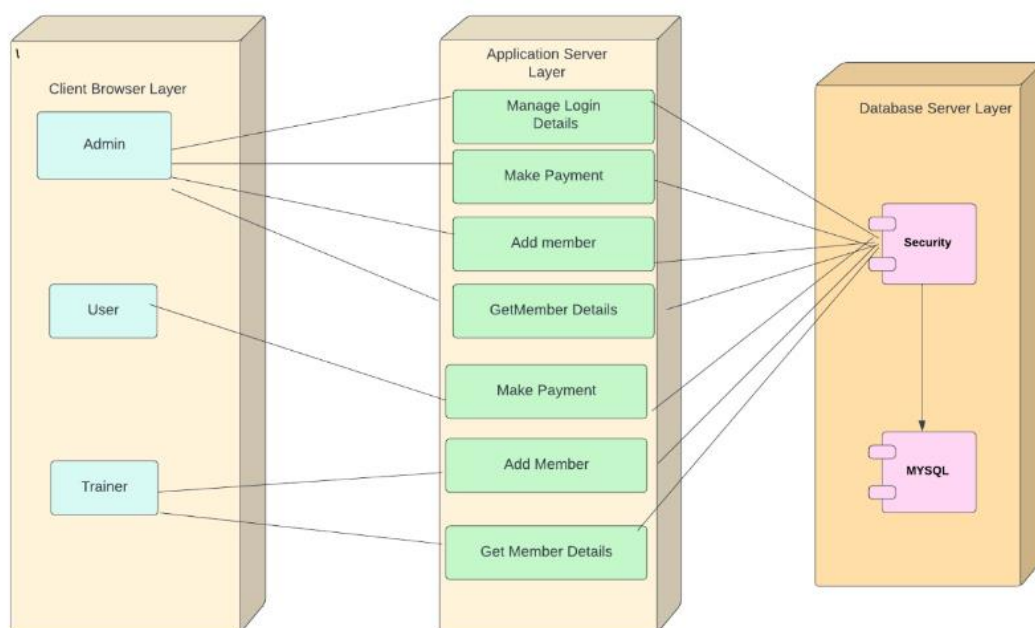 \
Client Browser Layer
Admin
User
Trainer
Application Server
Layer
Manage Login
Details
Make Payment
Add member
GetMember Details
Make Payment
Add Member
Get Member Details
Database Server Layer
Security
MYSQL